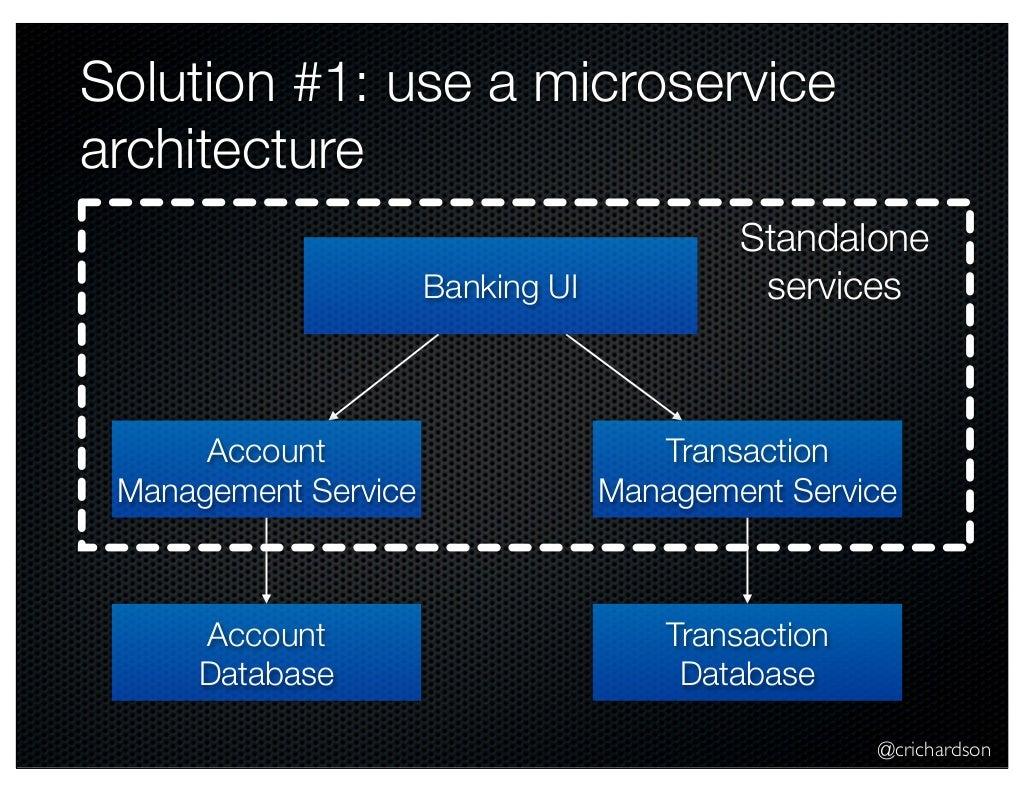 Solution #1: use a microservice
architecture
Standalone
services
Banking UI
Account
Management Service
Transaction
Management Service
Account
Database
Transaction
Database
@crichardson